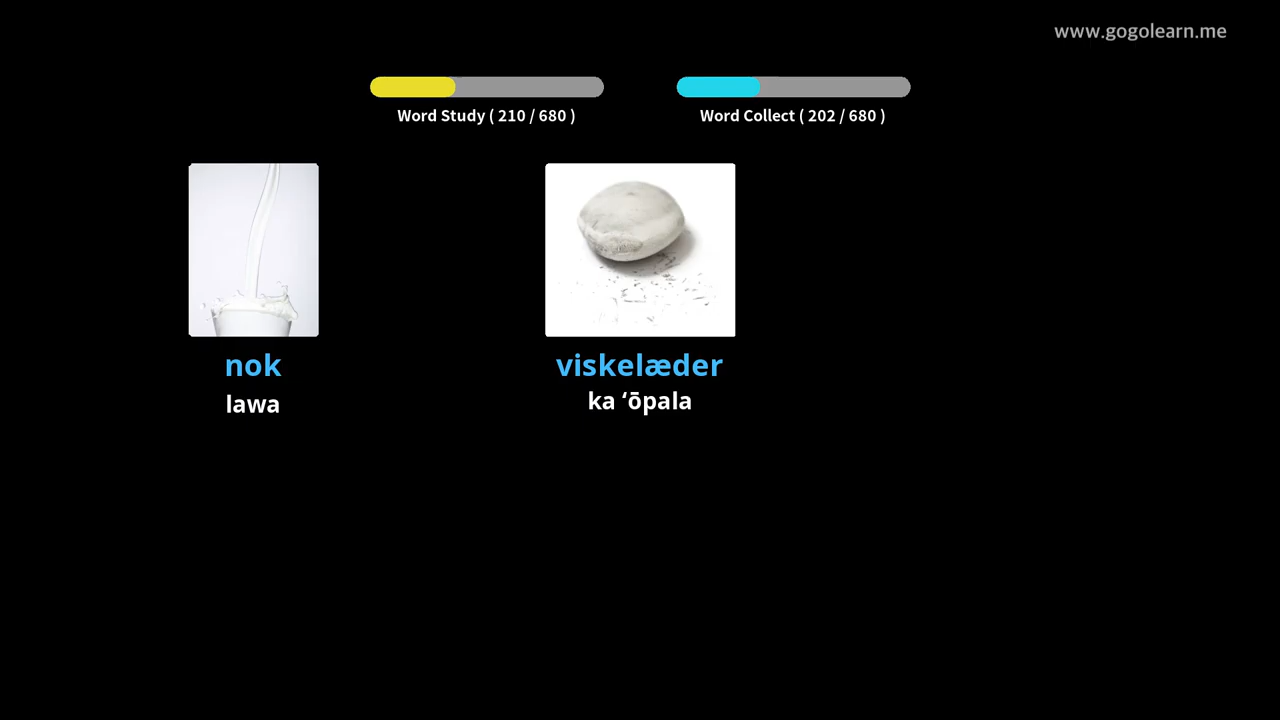 www.gogolearn.me
Word Study ( 210 / 680 )
Word Collect ( 202 / 680 )
nok
lawa
viskelæder
ka ʻōpala